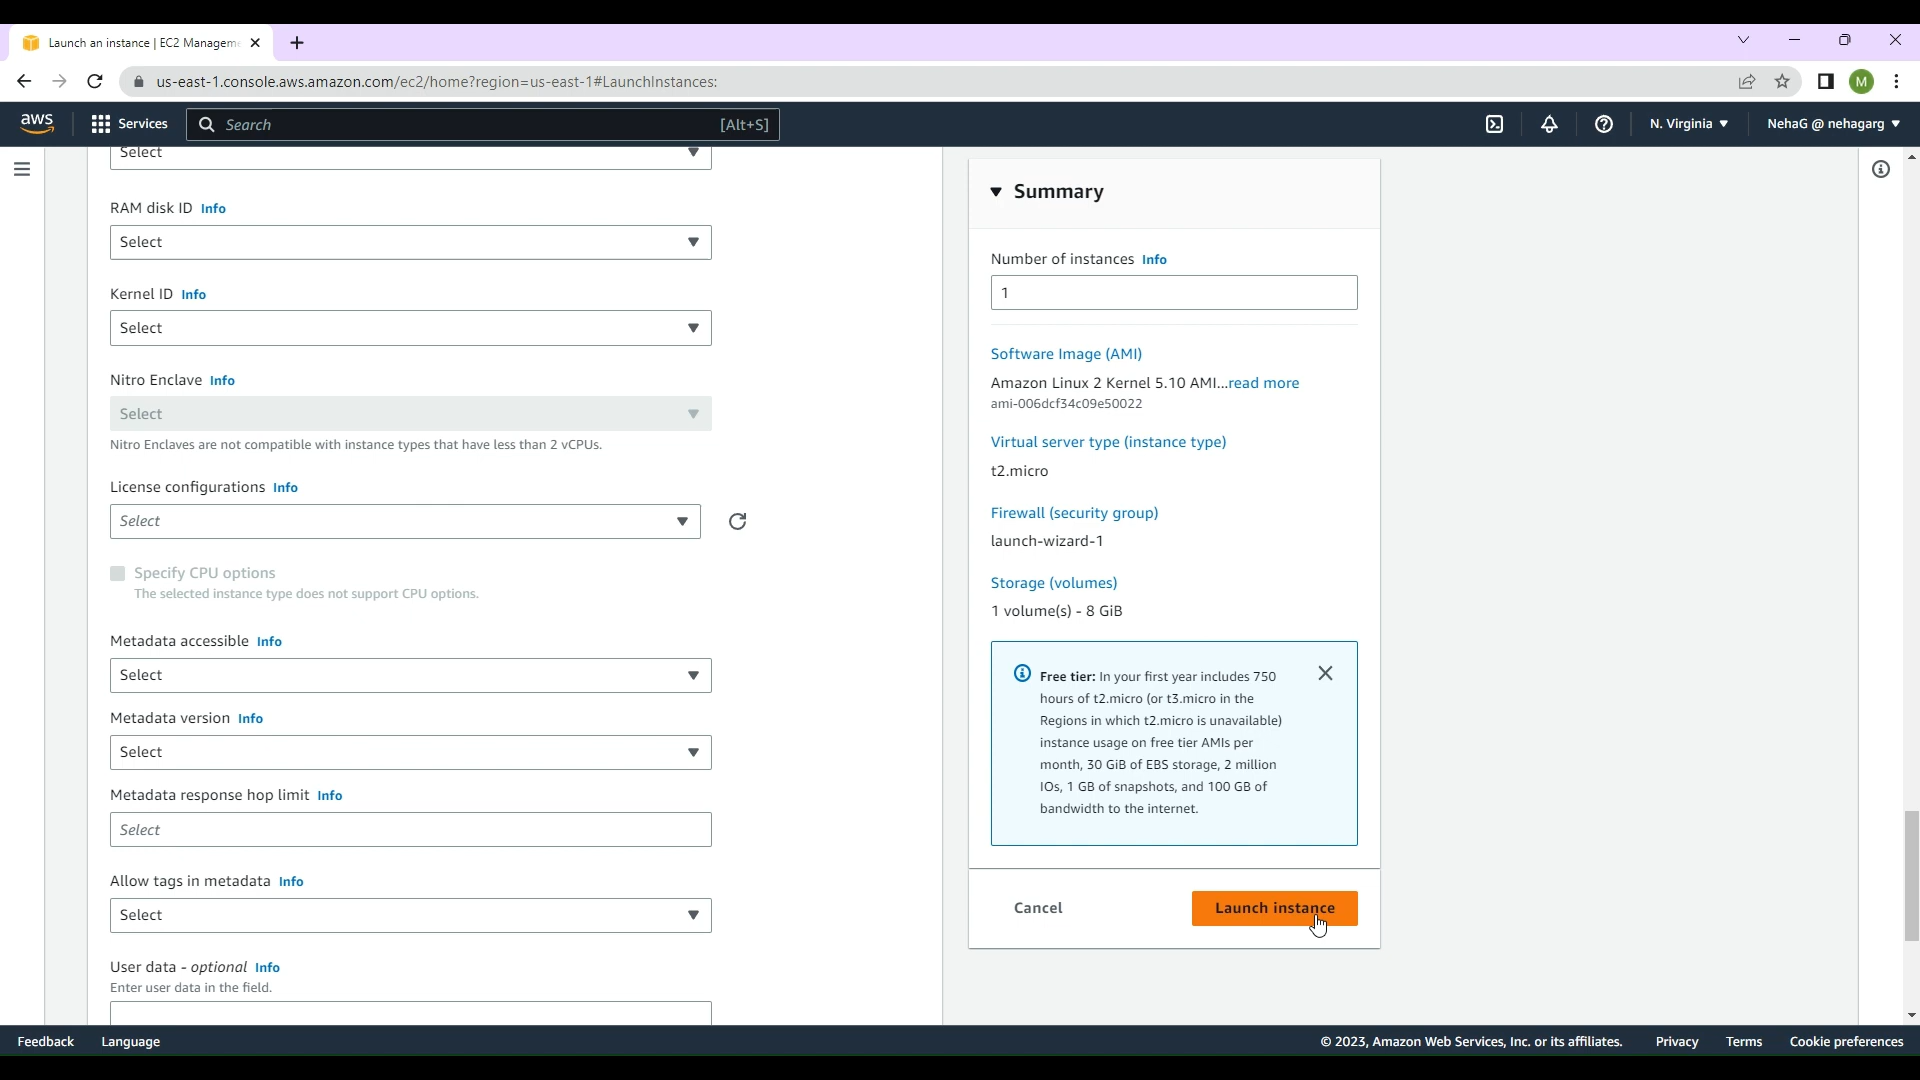 Launch an instance | EC2 Managem
us-east-1.console.aws.amazon.com/ec2/home?region=us-east-1#LaunchInstances:
M
aws
Services
Search
[Alt+S]
N. Virginia
NehaG @ nehagarg
Select
RAM disk ID Info
Select
Kernel ID Info
Select
Nitro Enclave Info
Select
Nitro Enclaves are not compatible with instance types that have less than 2 vCPUs.
License configurations Info
Select
Specify CPU options
The selected instance type does not support CPU options.
Metadata accessible Info
Select
Metadata version Info
Select
Metadata response hop limit Info
Select
Allow tags in metadata Info
Select
User data - optional Info
Enter user data in the field.
Summary
Number of instances Info
1
Software Image (AMI)
Amazon Linux 2 Kernel 5.10 AMI...read more
ami-006dcf34c09e50022
Virtual server type (instance type)
t2.micro
Firewall (security group)
launch-wizard-1
Storage (volumes)
1 volume(s) - 8 GiB
Free tier: In your first year includes 750
hours of t2.micro (or t3.micro in the
Regions in which t2.micro is unavailable)
instance usage on free tier AMIs per
month, 30 GiB of EBS storage, 2 million
IOs, 1 GB of snapshots, and 100 GB of
bandwidth to the internet.
Cancel
Launch instance
Feedback
Language
© 2023, Amazon Web Services, Inc. or its affiliates.
Privacy
Terms
Cookie preferences